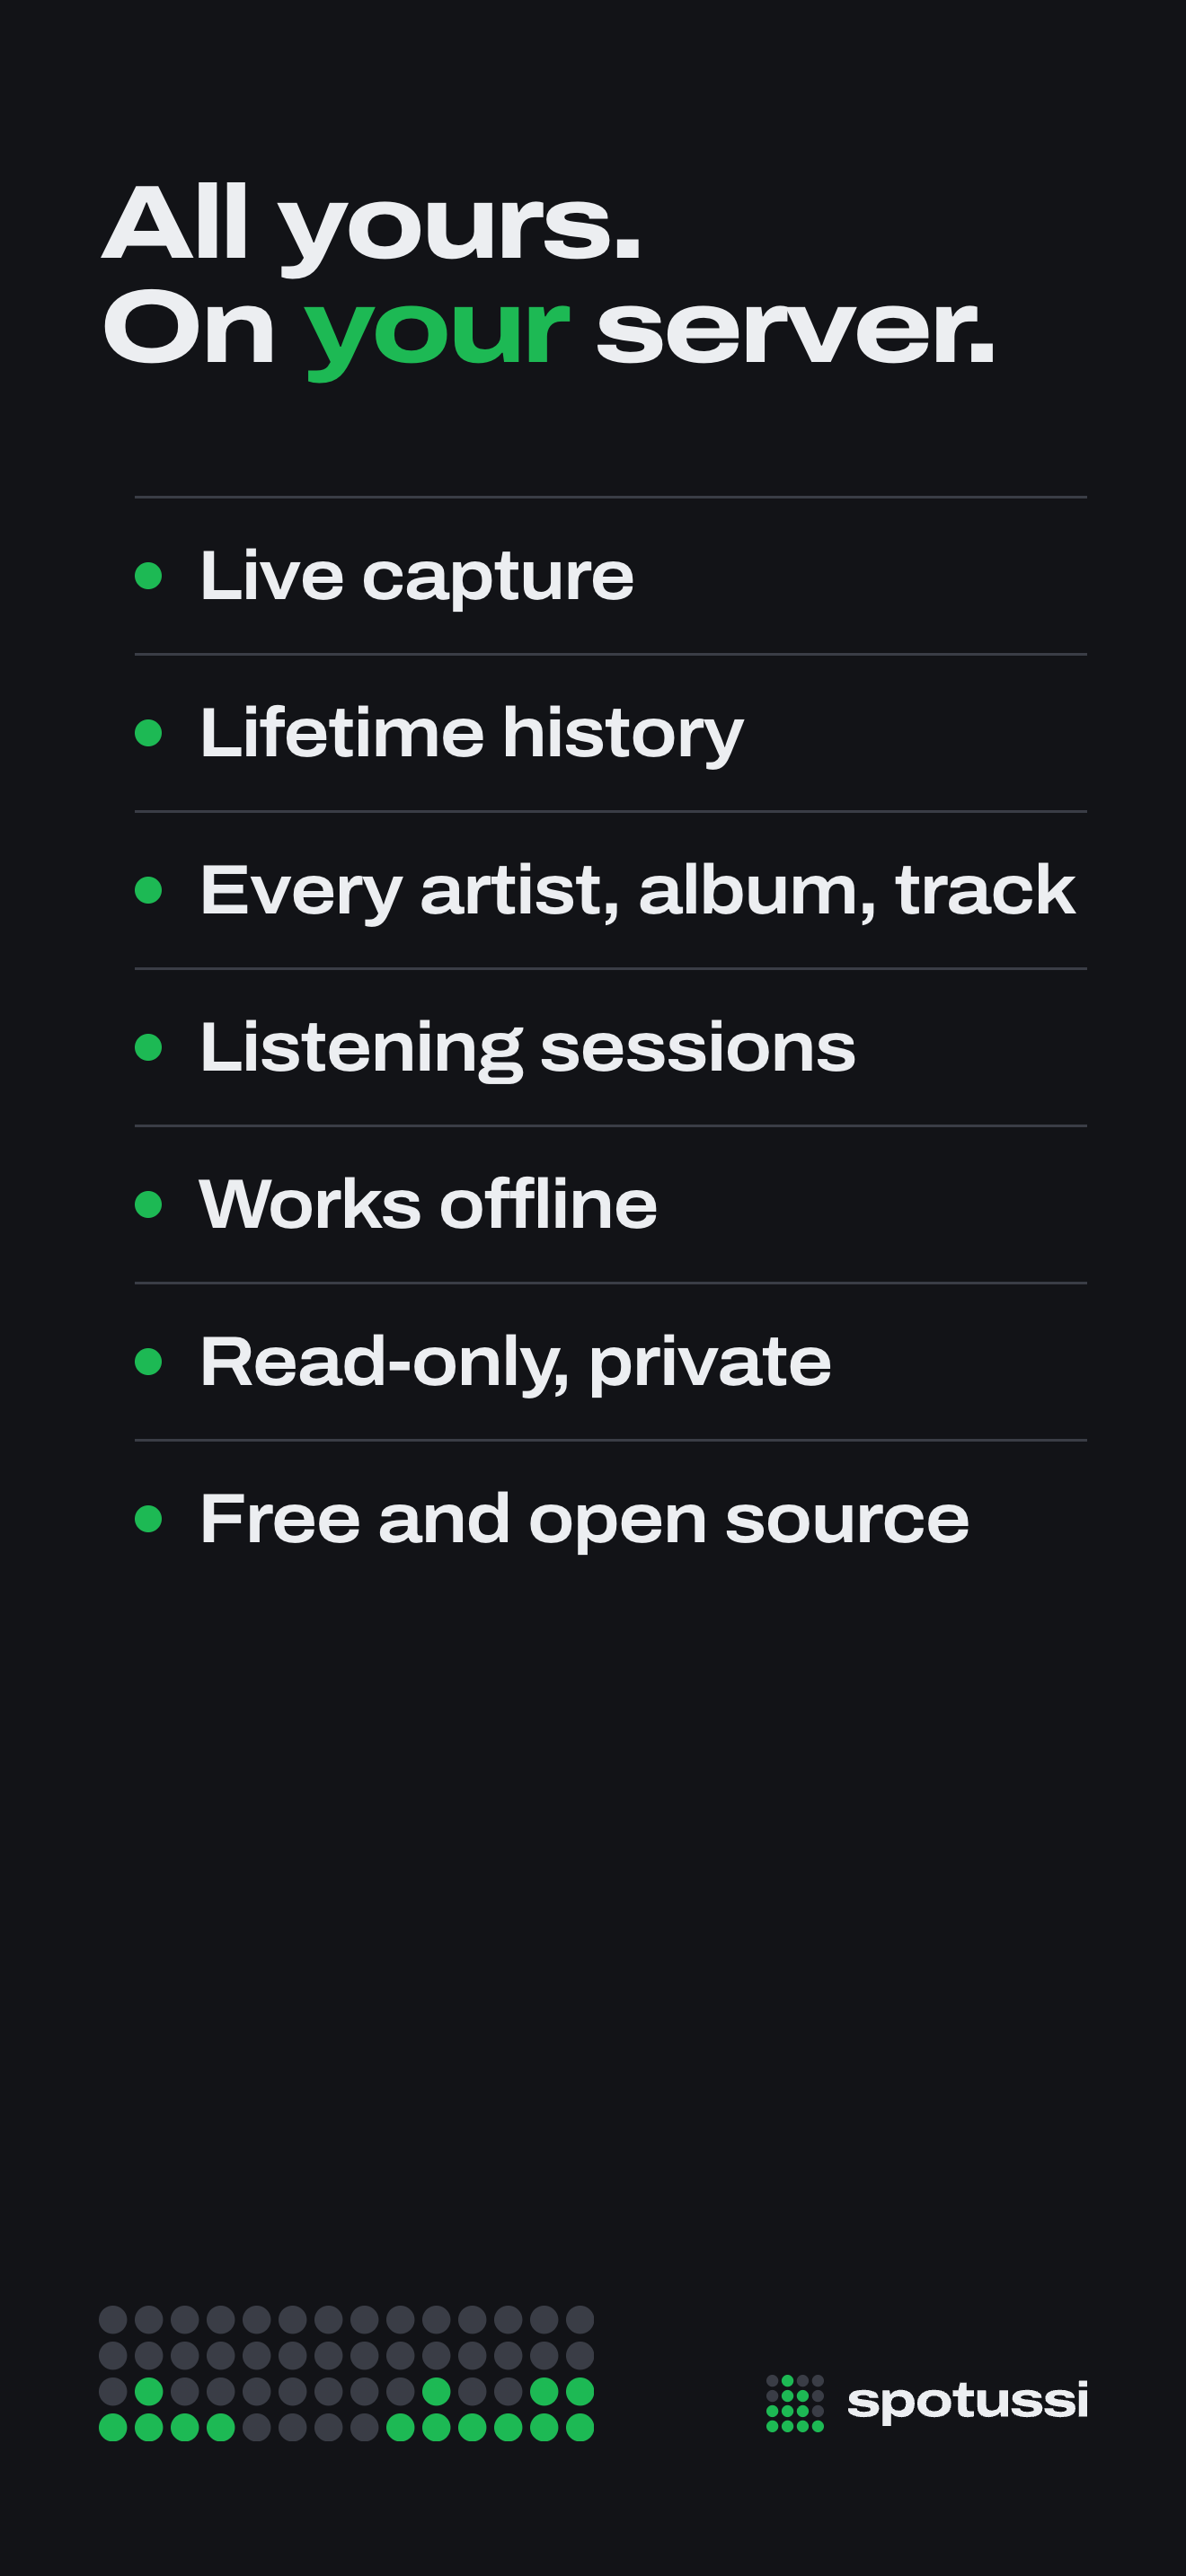 All yours.
On your server.
Live capture
Lifetime history
Every artist, album, track
Listening sessions
Works offline
Read-only, private
Free and open source
spotussi